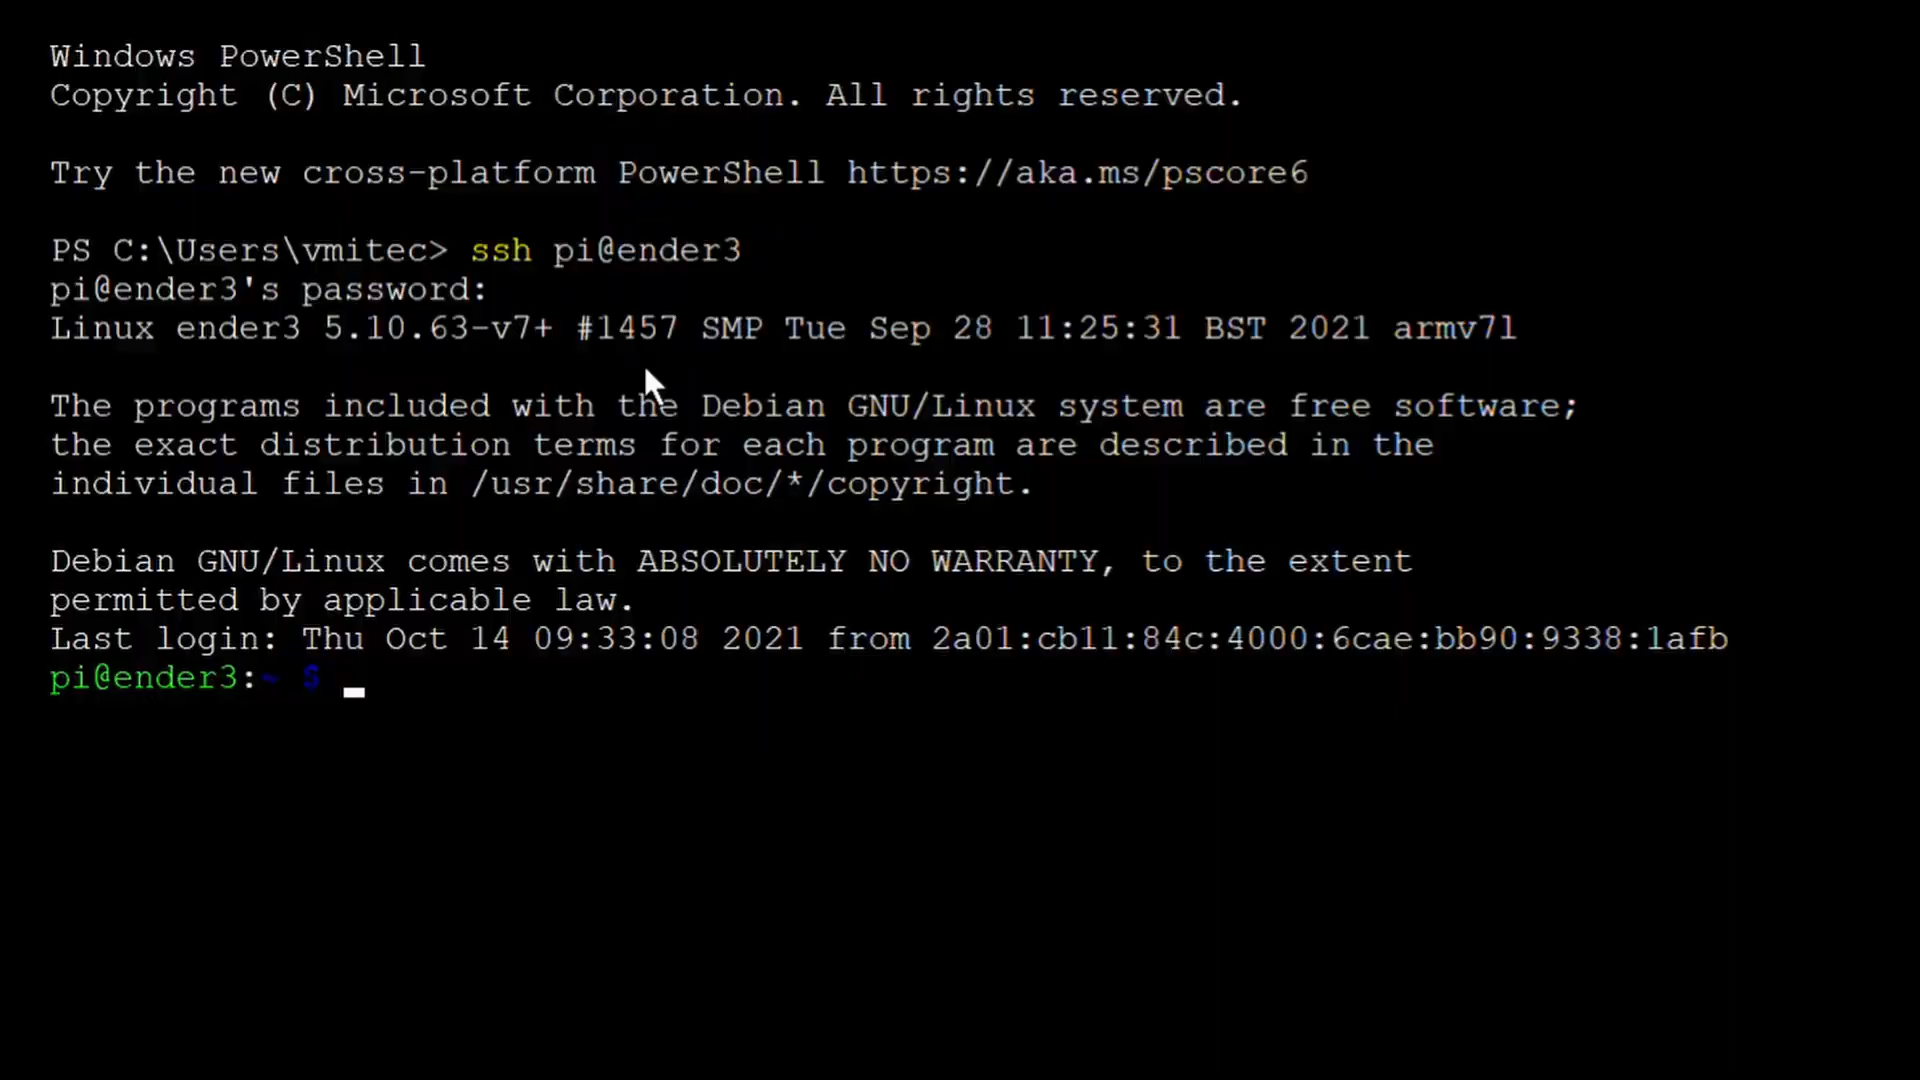 Windows PowerShell
Copyright (C) Microsoft Corporation. All rights reserved.
Try the new cross-platform PowerShell https://aka.ms/pscore6
PS C:\Users\vmitec> ssh pi@ender3
pi@ender3's password:
Linux ender3 5.10.63-v7+ #1457 SMP Tue Sep 28 11:25:31 BST 2021 armv7l
The programs included with the Debian GNU/Linux system are free software;
the exact distribution terms for each program are described in the
individual files in /usr/share/doc/*/copyright.
Debian GNU/Linux comes with ABSOLUTELY NO WARRANTY, to the extent
permitted by applicable law.
Last login: Thu Oct 14 09:33:08 2021 from 2a01:cb11:84c:4000:6cae:bb90:9338:1afb
pi@ender3:~ $